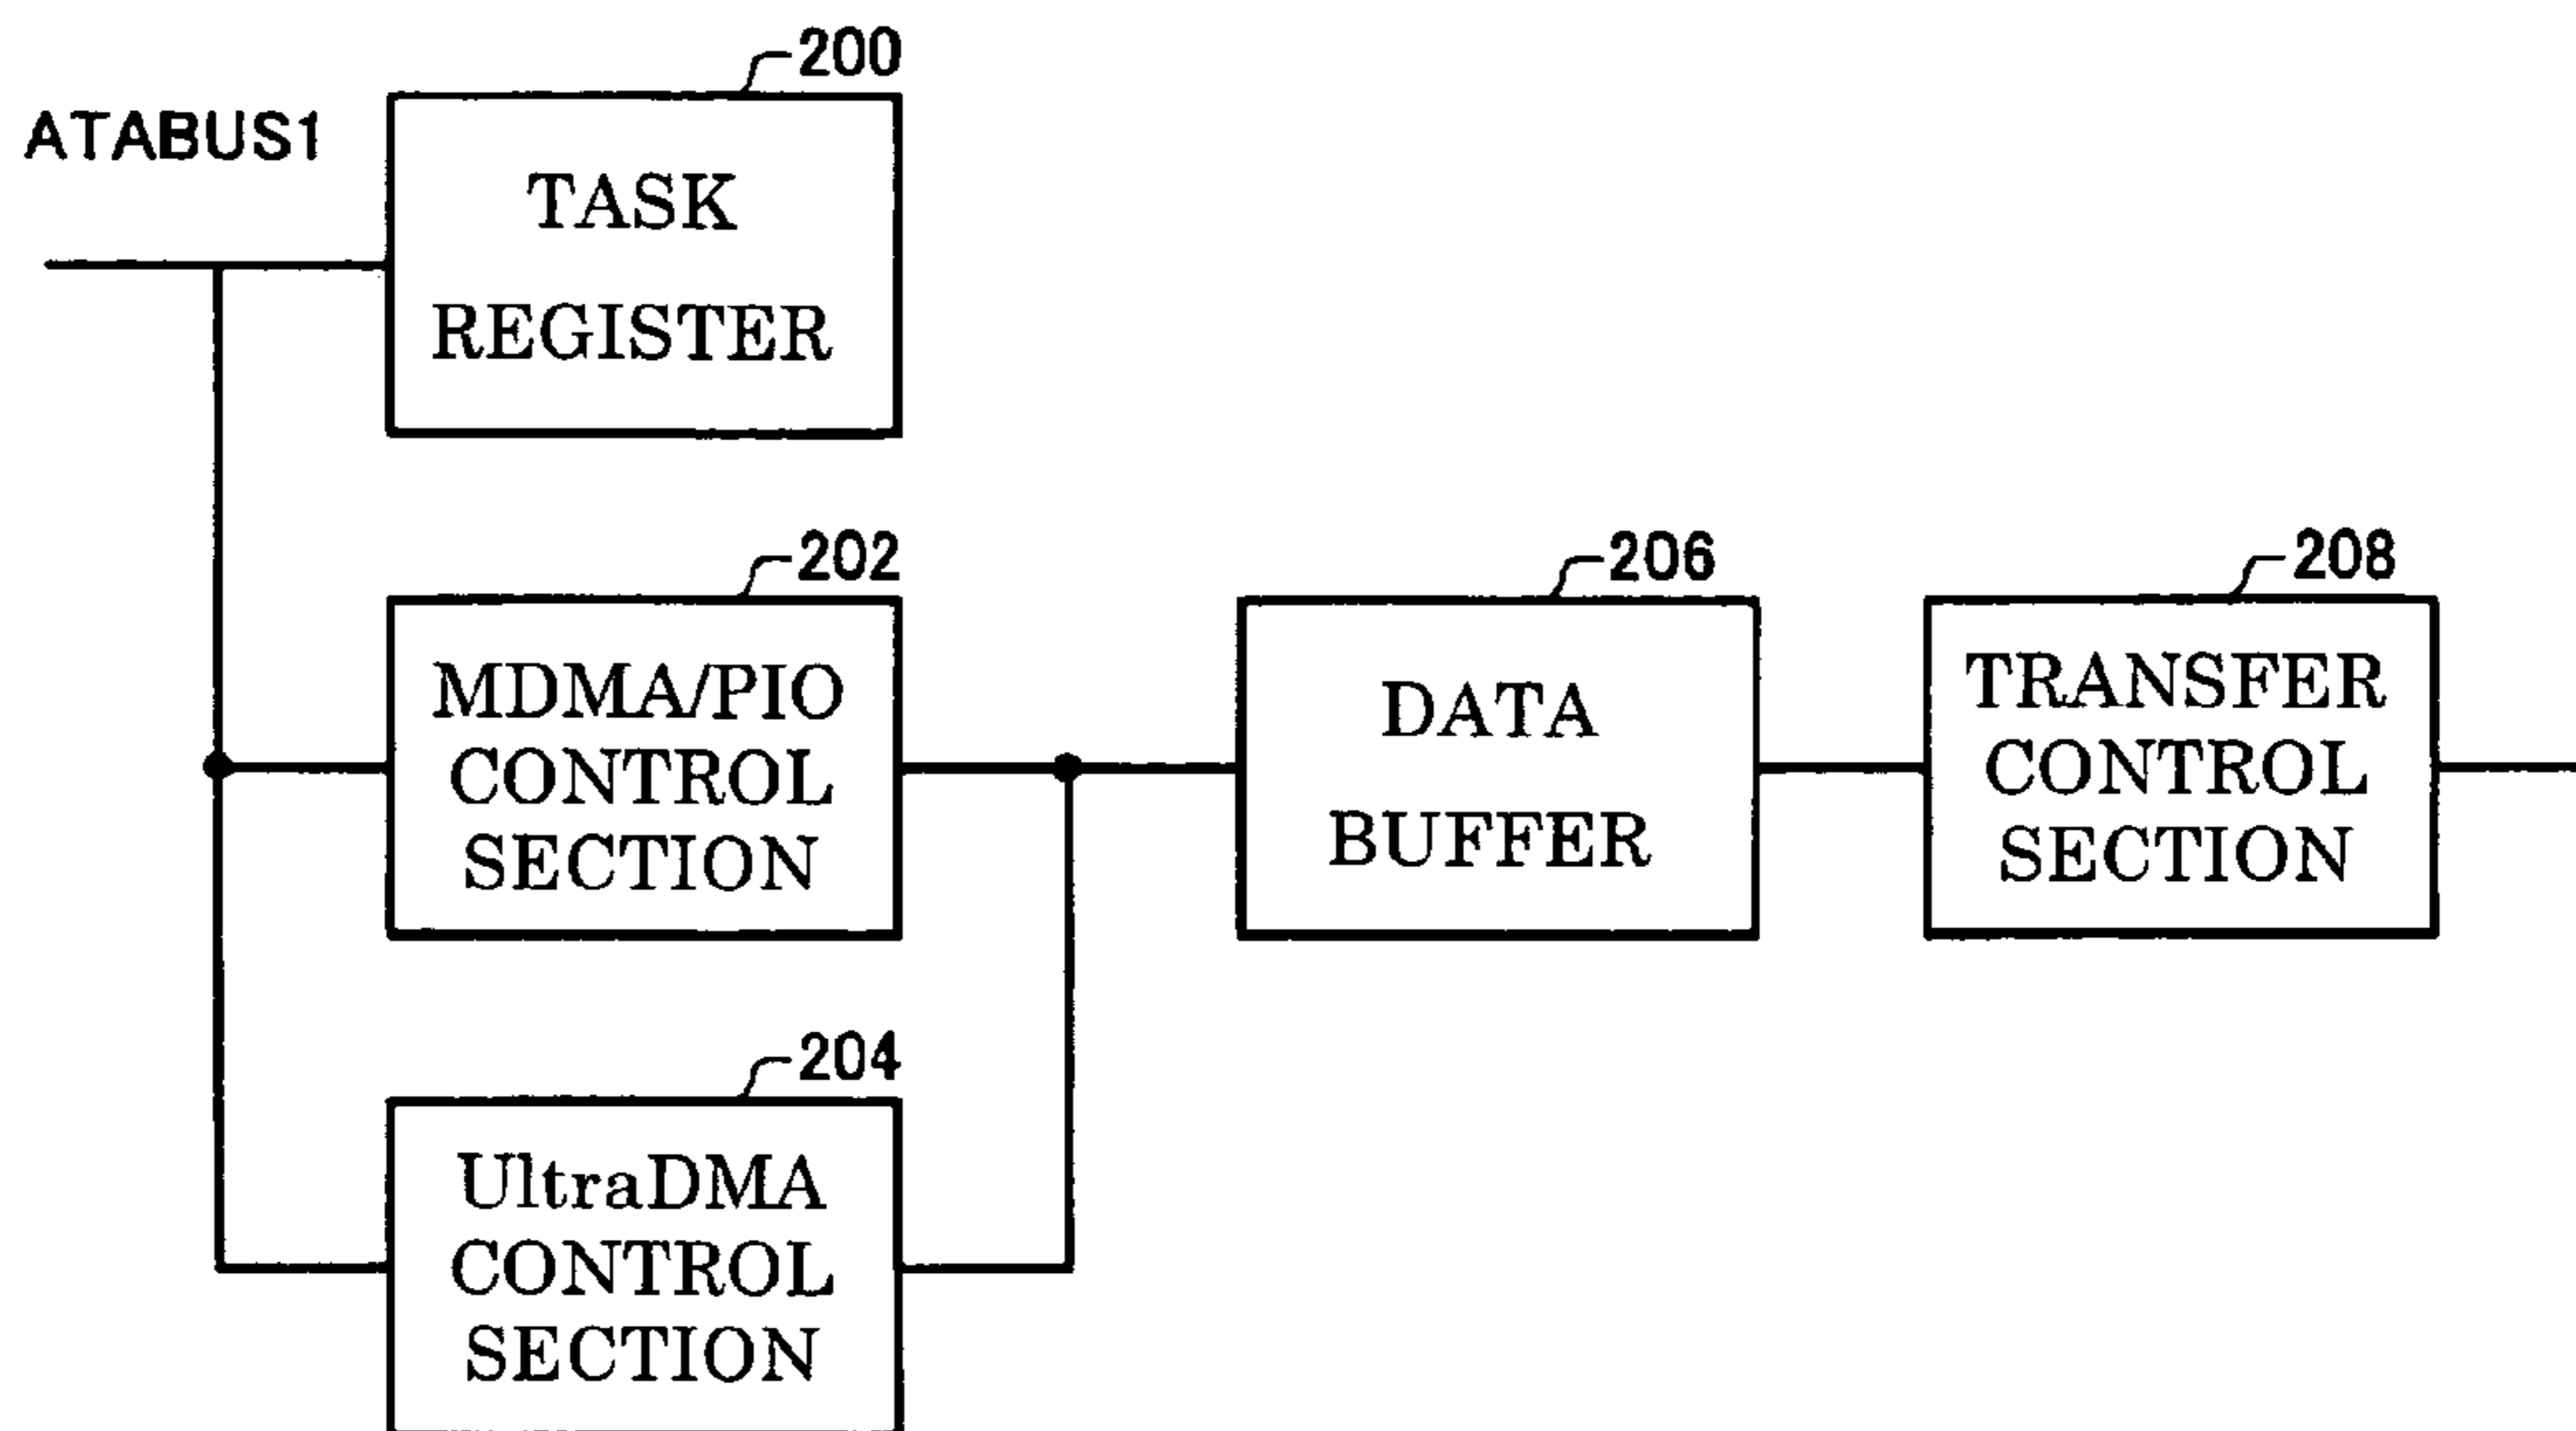 200
ATABUS1
TASK
REGISTER
202
MDMA/PIO
CONTROL
SECTION
206
DATA
BUFFER
208
TRANSFER
CONTROL
SECTION
204
UltraDMA
CONTROL
SECTION